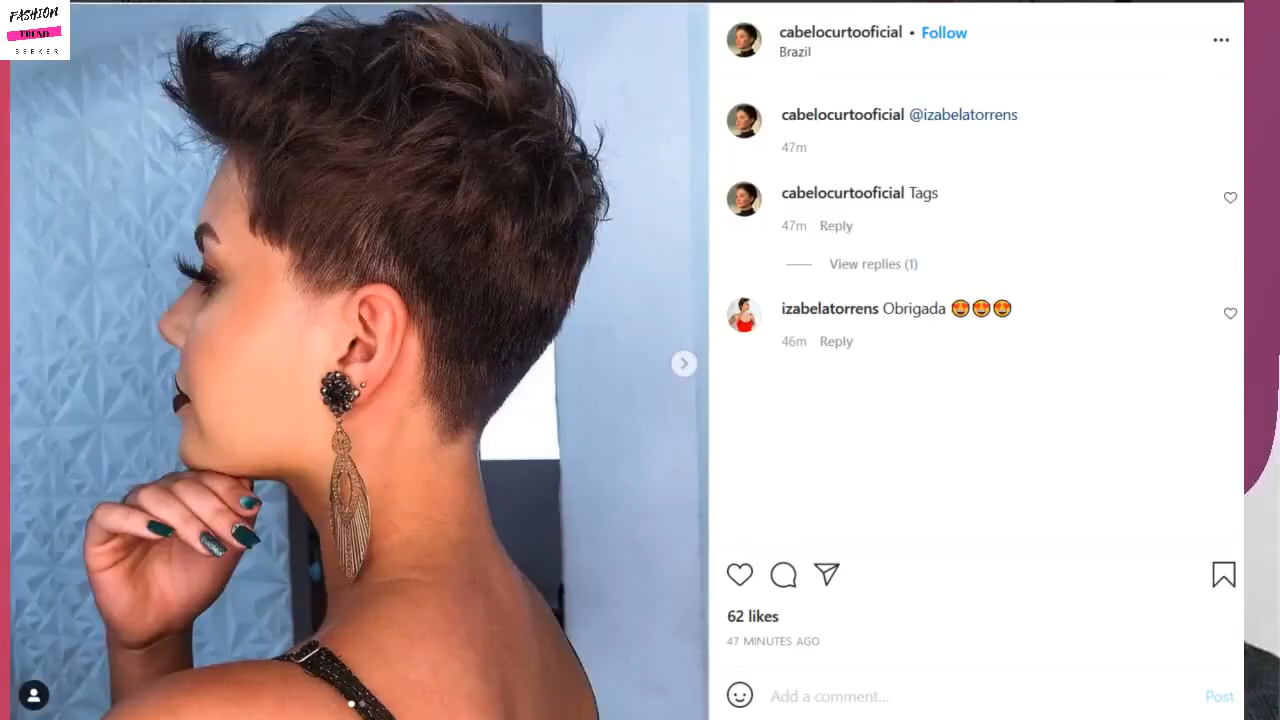 FASHION
TREND
SEEKER
cabelocurtooficial • Follow
Brazil
cabelocurtooficial @izabelatorrens
47m
cabelocurtooficial Tags
47m Reply
View replies (1)
izabelatorrens Obrigada 😍😍😍
46m Reply
62 likes
47 MINUTES AGO
Add a comment...
Post